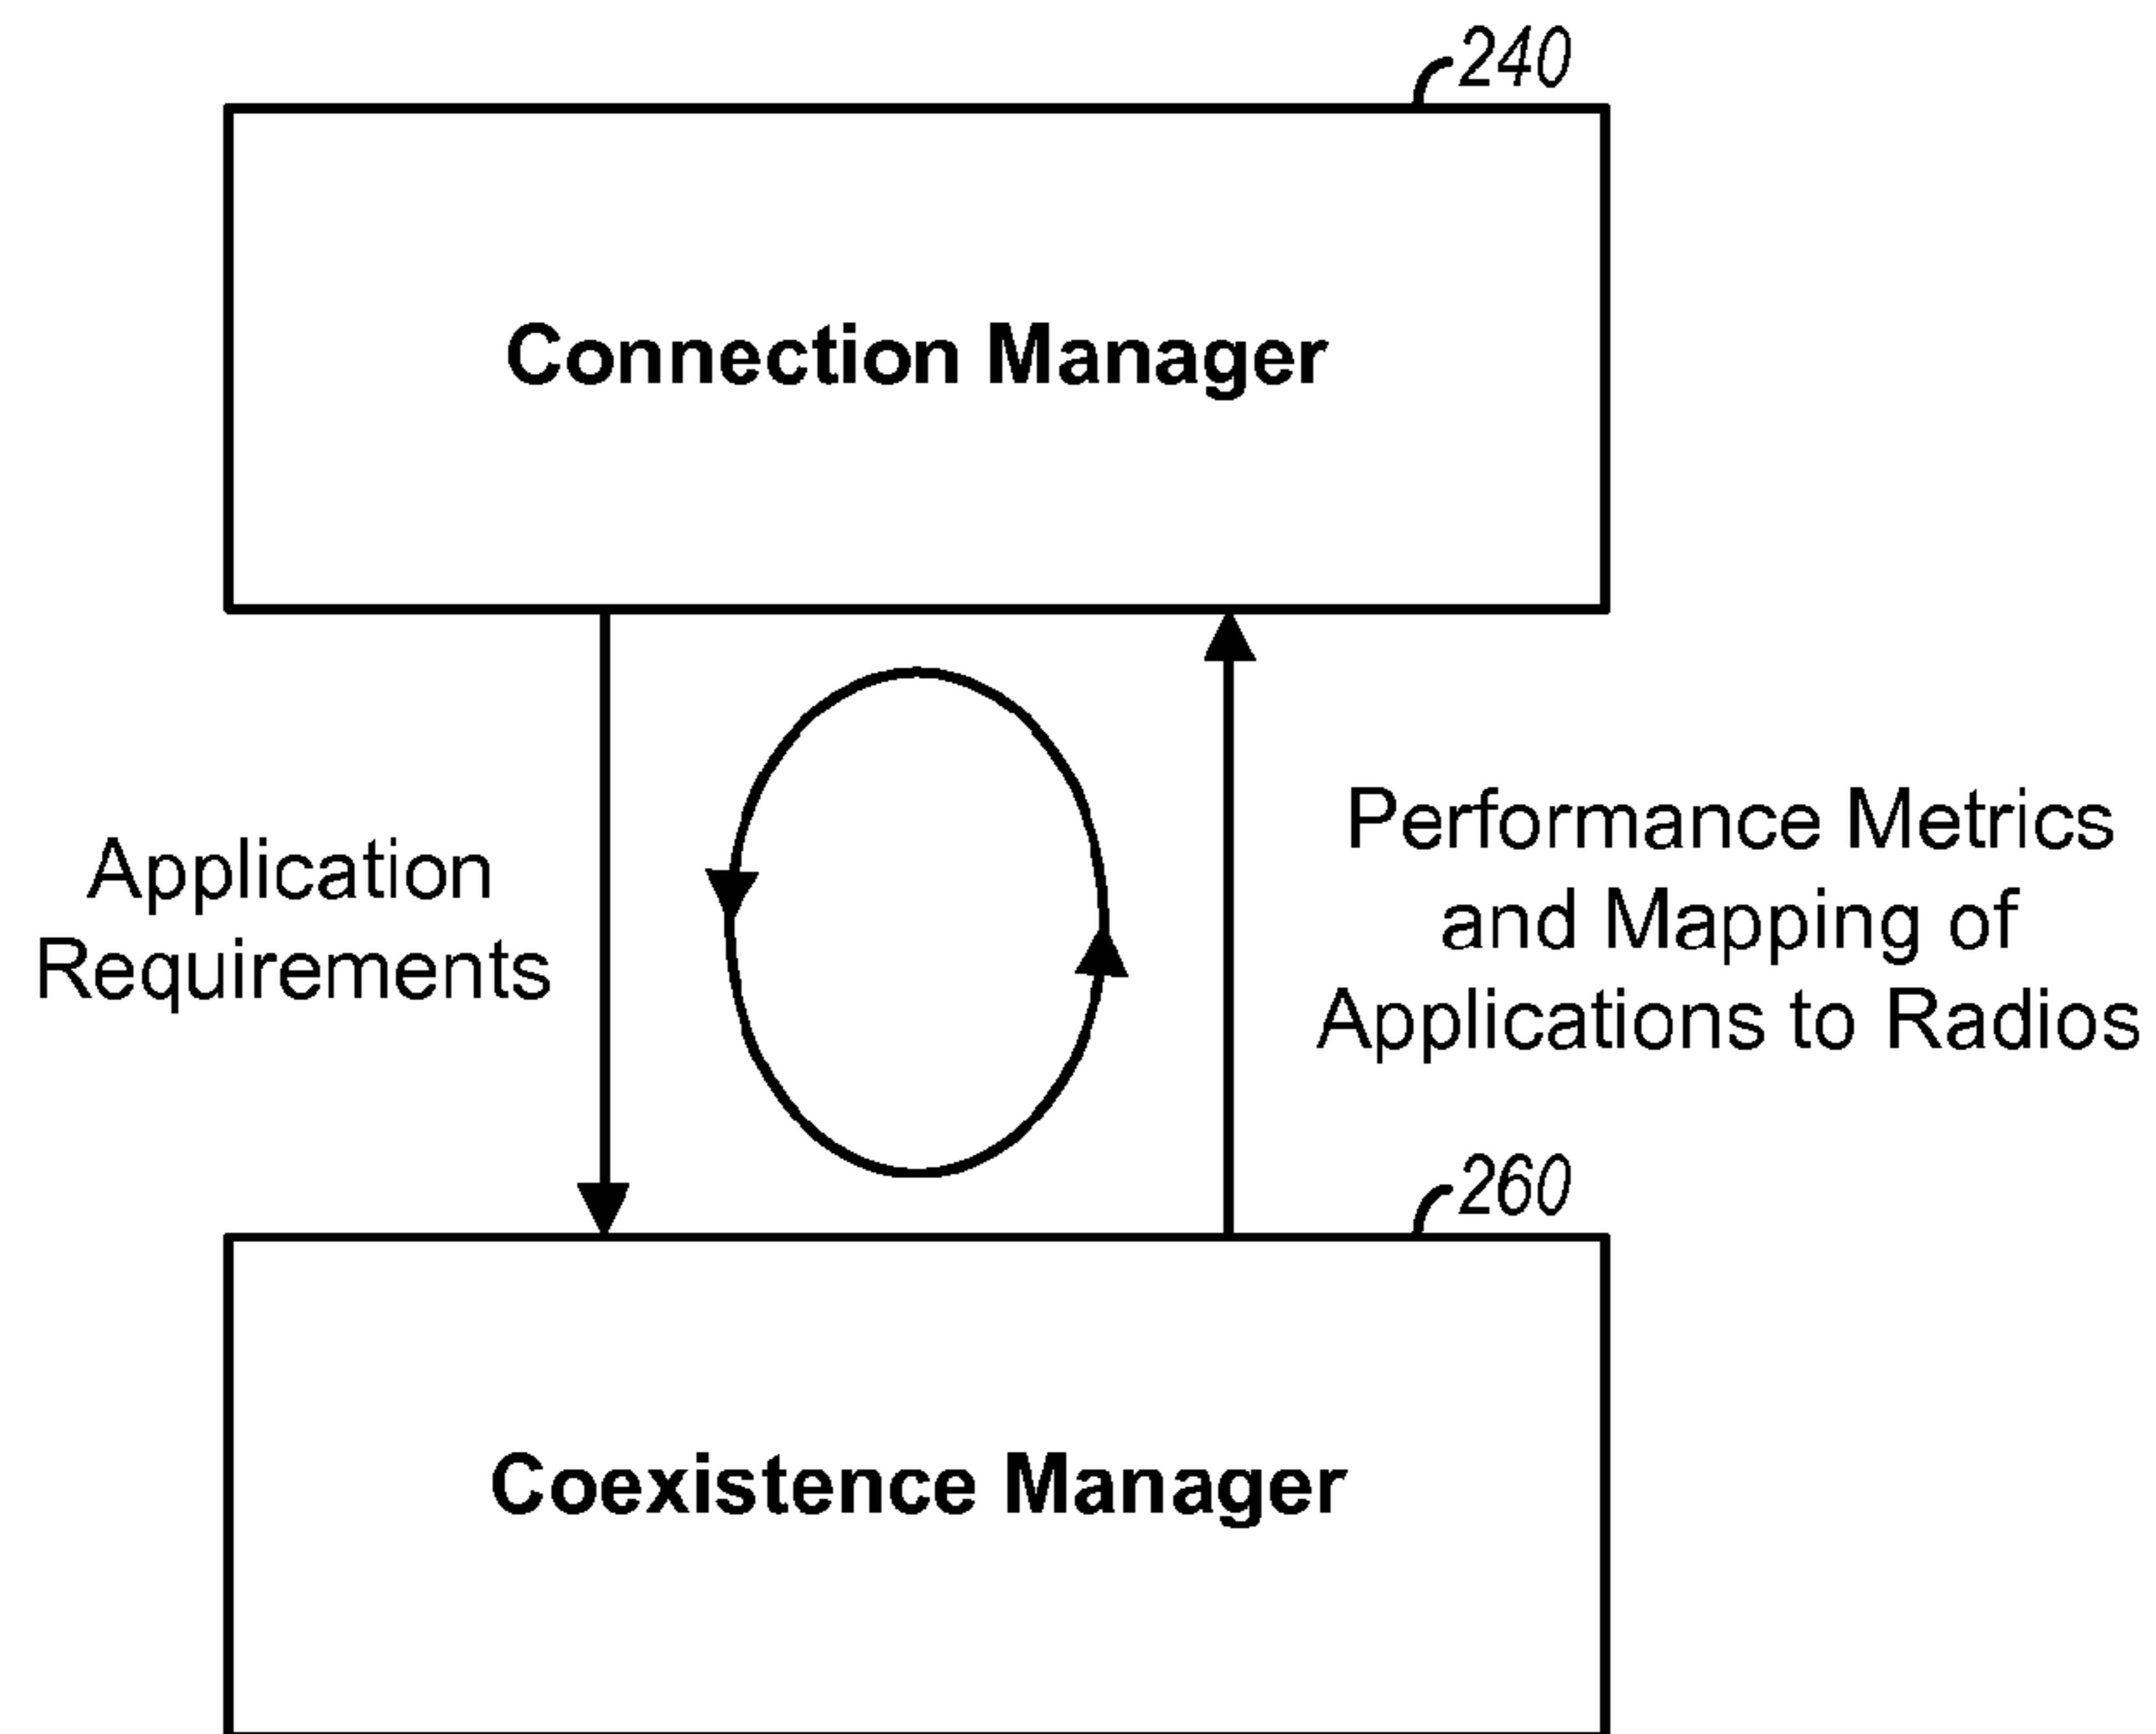 240
Connection Manager
Application
Requirements
Performance Metrics
and Mapping of
Applications to Radios
260
Coexistence Manager